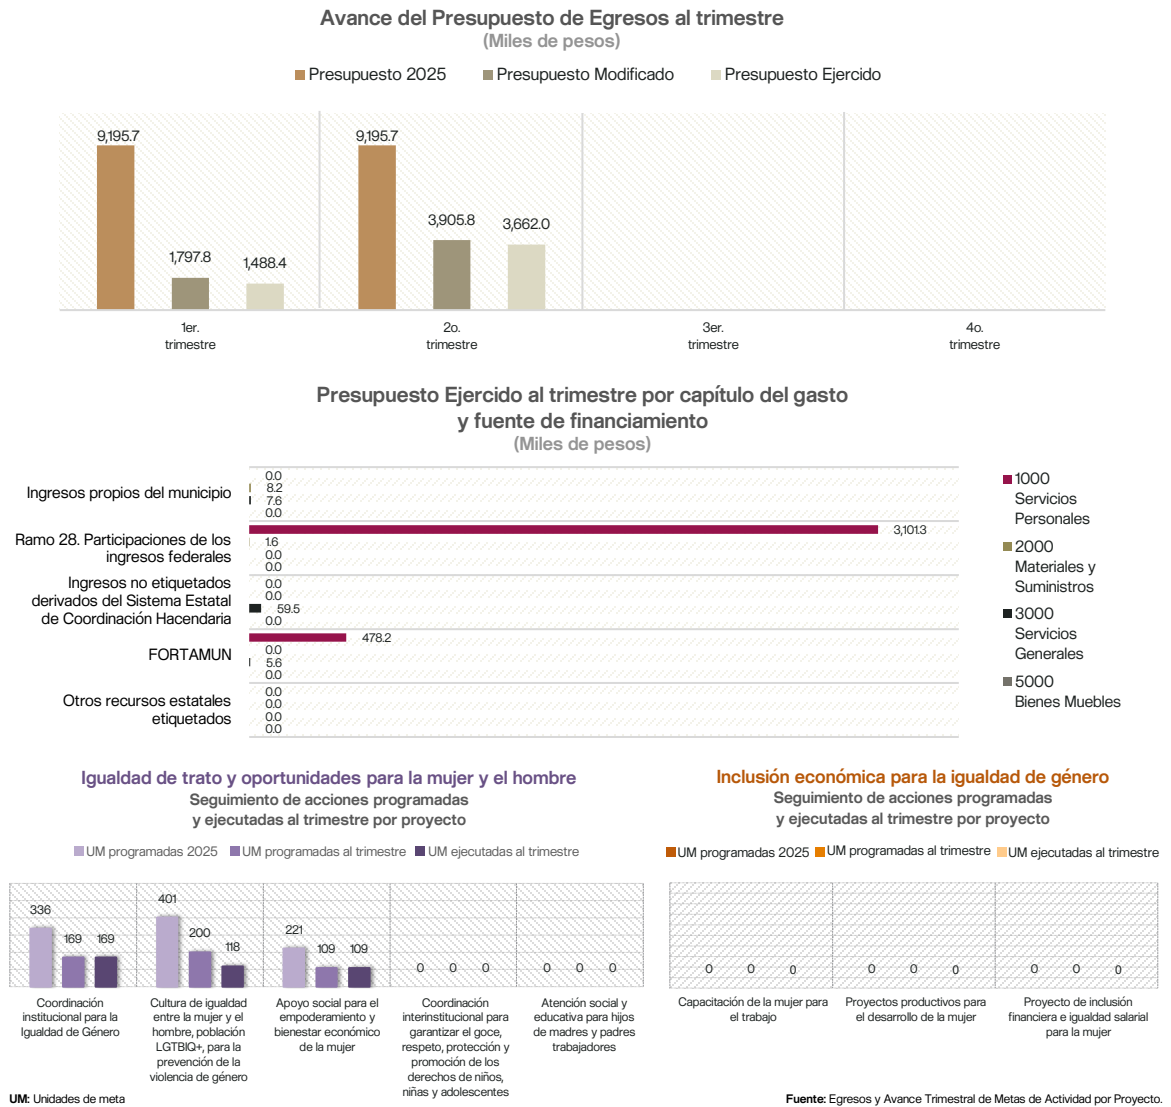 Avance del Presupuesto de Egresos al trimestre
(Miles de pesos)
Presupuesto 2025 Presupuesto Modificado Presupuesto Ejercido
9,195.7
1,797.8
1,488.4
9,195.7
3,905.8
3,662.0
1er.
trimestre
2o.
trimestre
3er.
trimestre
4o.
trimestre
Presupuesto Ejercido al trimestre por capítulo del gasto
y fuente de financiamiento
(Miles de pesos)
Ingresos propios del municipio
0.0
8.2
7.6
0.0
Ramo 28. Participaciones de los
ingresos federales
3,101.3
1.6
0.0
0.0
Ingresos no etiquetados
derivados del Sistema Estatal
de Coordinación Hacendaria
0.0
0.0
59.5
0.0
FORTAMUN
478.2
0.0
5.6
0.0
Otros recursos estatales
etiquetados
0.0
0.0
0.0
0.0
1000
Servicios
Personales
2000
Materiales y
Suministros
3000
Servicios
Generales
5000
Bienes Muebles
Igualdad de trato y oportunidades para la mujer y el hombre
Seguimiento de acciones programadas
y ejecutadas al trimestre por proyecto
UM programadas 2025 UM programadas al trimestre UM ejecutadas al trimestre
336
169
169
401
200
118
221
109
109
0 0 0
0 0 0
Coordinación
institucional para la
Igualdad de Género
Cultura de igualdad
entre la mujer y el
hombre, población
LGTBIQ+, para la
prevención de la
violencia de género
Apoyo social para el
empoderamiento y
bienestar económico
de la mujer
Coordinación
interinstitucional para
garantizar el goce,
respeto, protección y
promoción de los
derechos de niños,
niñas y adolescentes
Atención social y
educativa para hijos
de madres y padres
trabajadores
Inclusión económica para la igualdad de género
Seguimiento de acciones programadas
y ejecutadas al trimestre por proyecto
UM programadas 2025 UM programadas al trimestre UM ejecutadas al trimestre
0 0 0
0 0 0
0 0 0
Capacitación de la mujer para
el trabajo
Proyectos productivos para
el desarrollo de la mujer
Proyecto de inclusión
financiera e igualdad salarial
para la mujer
UM: Unidades de meta
Fuente: Egresos y Avance Trimestral de Metas de Actividad por Proyecto.